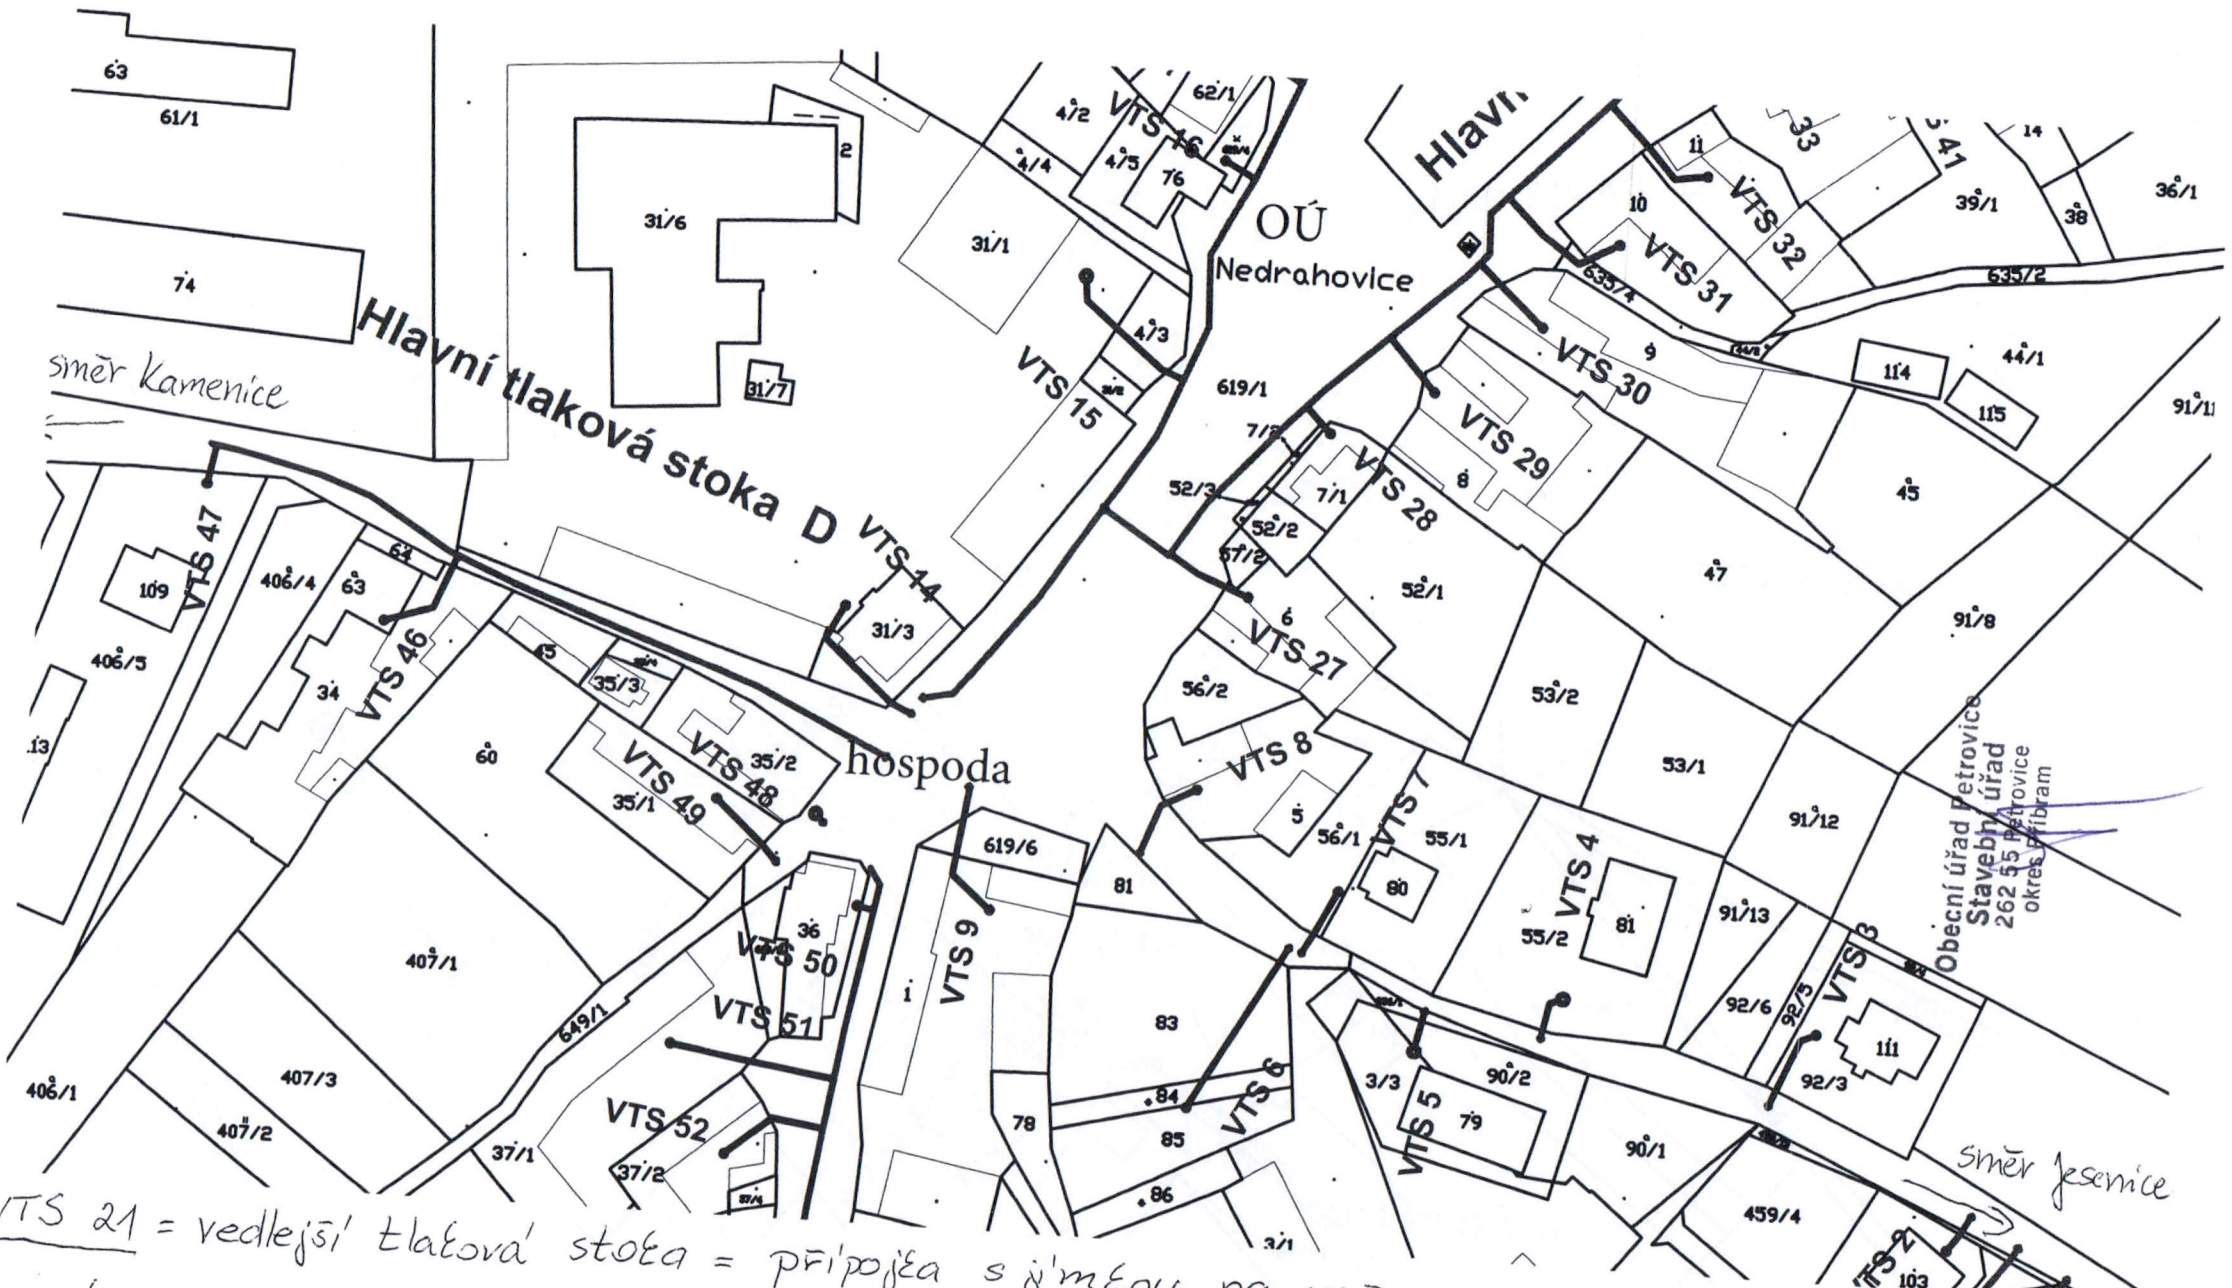 63
61/1
74
směr Kamenice
Hlavní tlaková stoka D
31/6
2
31/7
31/1
4/4
4/2
4/5
VTS 16
62/1
76
OÚ
Nedrahovice
4/3
VTS 15
619/1
Hlavn
11
33
41
14
36/1
38
39/1
10
VTS 32
VTS 31
635/4
635/2
9
VTS 30
114
115
44/1
91/11
45
VTS 29
8
7/2
7/1
VTS 28
52/3
52/2
57/2
52/1
47
91/8
6
VTS 27
56/2
53/2
53/1
91/12
VTS 14
31/3
VTS 47
109
406/4
64
63
406/5
VTS 46
34
.13
45
35/3
35/2
VTS 48
VTS 49
35/1
60
hospoda
VTS 8
5
56/1
VTS 7
55/1
80
VTS 4
81
55/2
91/13
92/6
92/5
VTS 3
111
92/3
Obecní úřad Petrovice
Stavební úřad
262 55 Petrovice
okres Příbram
619/6
81
36
VTS 50
VTS 9
1
VTS 51
83
84
85
VTS 6
86
78
3/1
3/3
90/2
79
VTS 5
90/1
459/4
směr Jesenice
VTS 2
103
407/1
649/1
407/3
406/1
407/2
37/1
VTS 52
37/2
37/4
VTS 21 = vedlejší tlaková stoka = přípojka s jímkou